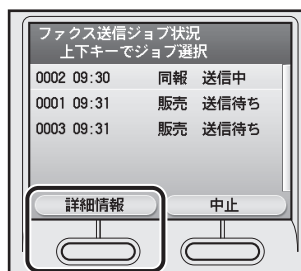 ファクス送信ジョブ状況
上下キーでジョブ選択
0002 09:30 同報 送信中
0001 09:31 販売 送信待ち
0003 09:31 販売 送信待ち
詳細情報 中止